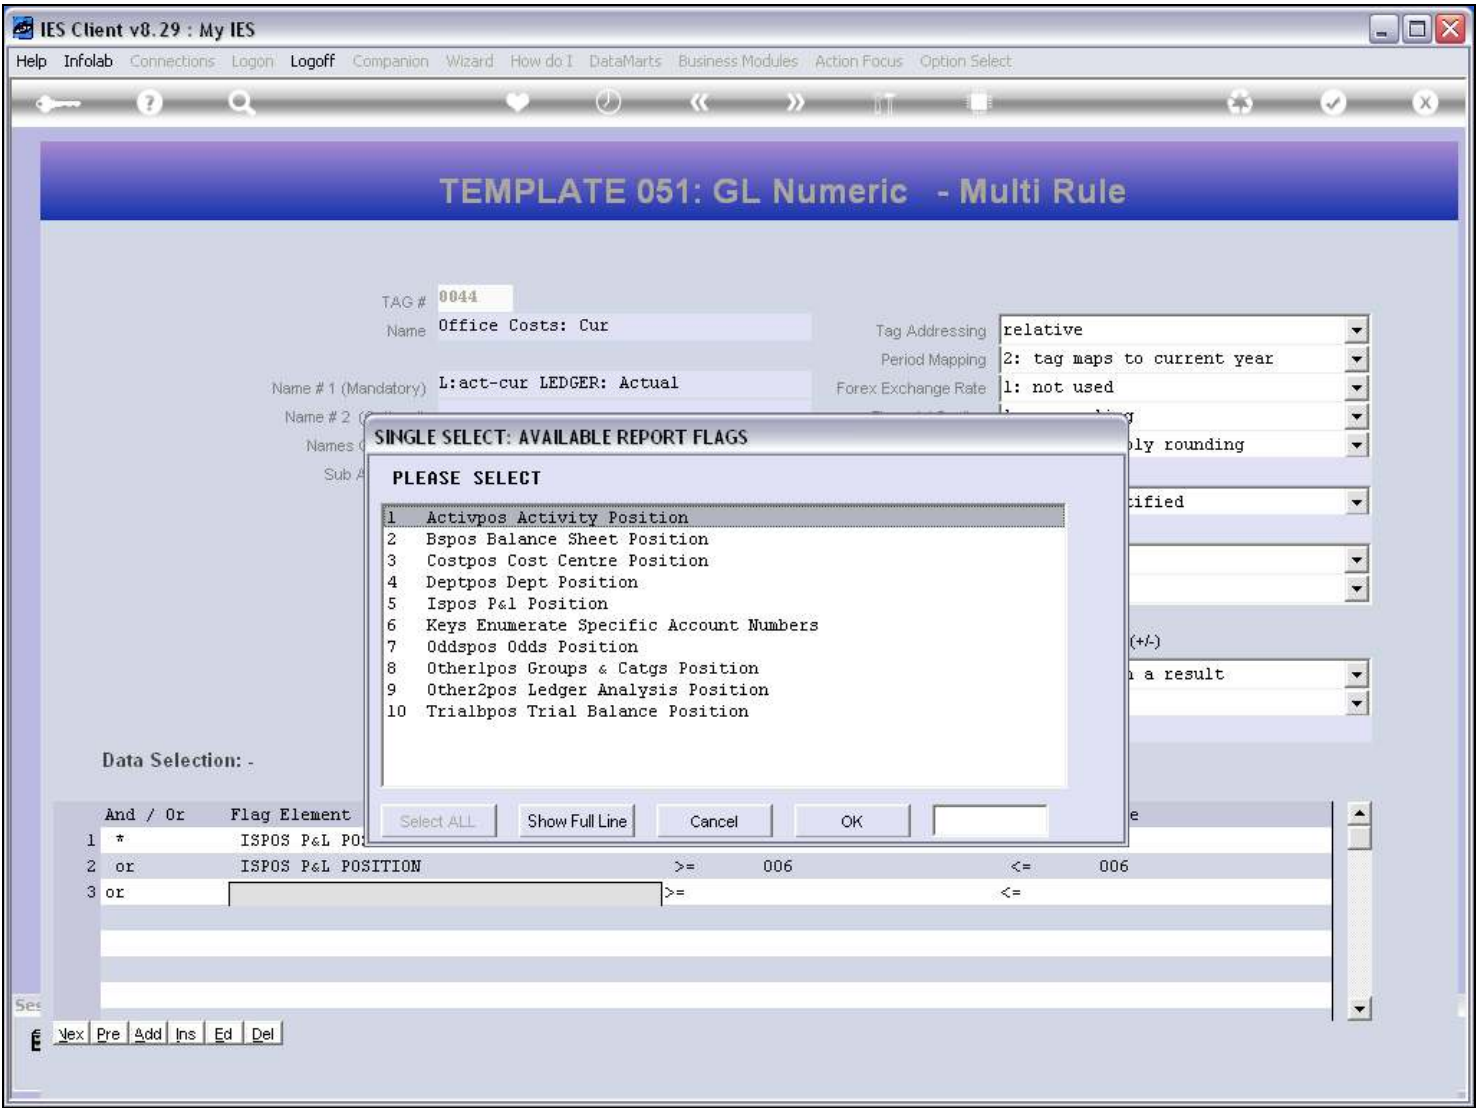 IES Client v8.29 : My IES
Help Infolab Connections Logon Logoff Companion Wizard How do I DataMarts Business Modules Action Focus Option Select
TEMPLATE 051: GL Numeric - Multi Rule
TAG # 0044
Name Office Costs: Cur
Tag Addressing relative
Period Mapping 2: tag maps to current year
Name # 1 (Mandatory) L:act-cur LEDGER: Actual
Forex Exchange Rate 1: not used
Name # 2
Names
Sub
SINGLE SELECT: AVAILABLE REPORT FLAGS
rounding
PLEASE SELECT
1 Activpos Activity Position
2 Bspos Balance Sheet Position
3 Costpos Cost Centre Position
4 Deptpos Dept Position
5 Ispos P&l Position
6 Keys Enumerate Specific Account Numbers
7 Oddspos Odds Position
8 Other1pos Groups & Catgs Position
9 Other2pos Ledger Analysis Position
10 Trialbpos Trial Balance Position
(+/-)
a result
Select ALL Show Full Line Cancel OK
Data Selection: -
And / Or Flag Element
1 * ISPOS P&L
2 or ISPOS P&L POSITION >= 006 <= 006
3 or >= <=
Nex Pre Add Ins Ed Del